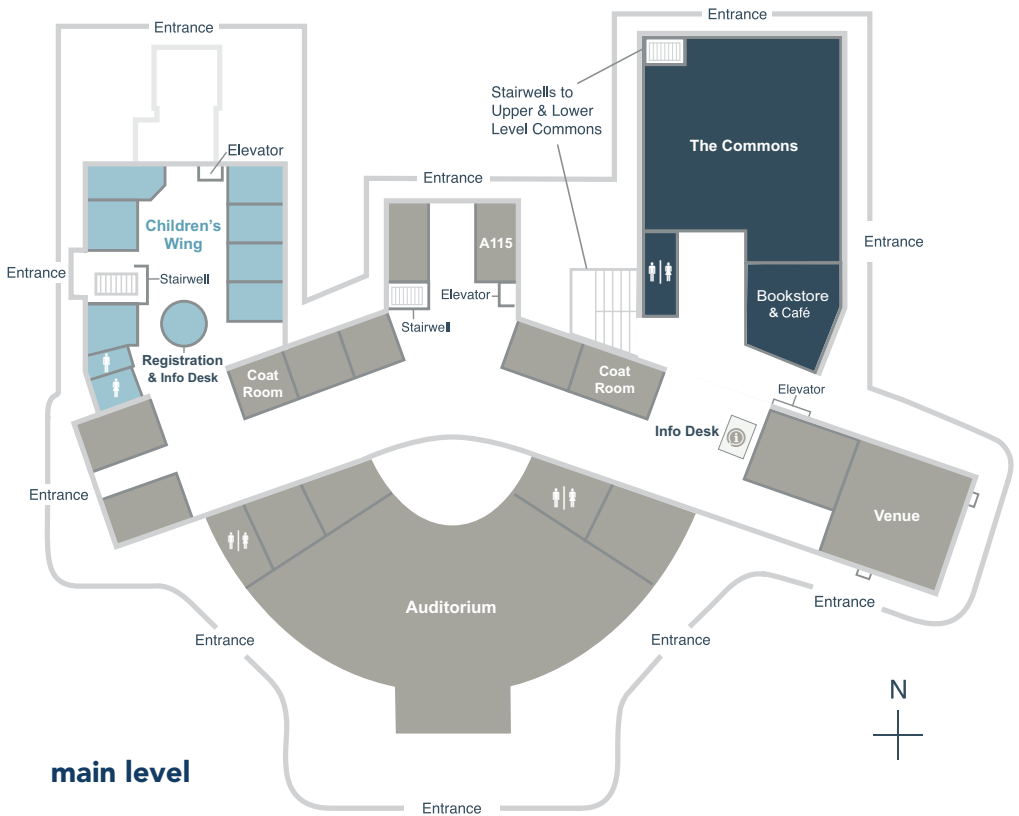 Entrance
Entrance
Stairwells to
Upper & Lower
Level Commons
The Commons
Elevator
Entrance
Children's
Wing
A115
Entrance
Entrance
Stairwell
Elevator
Bookstore
& Café
Stairwell
Registration
& Info Desk
Coat
Room
Coat
Room
Elevator
Info Desk
i
Entrance
Venue
Auditorium
Entrance
Entrance
Entrance
N
main level
Entrance